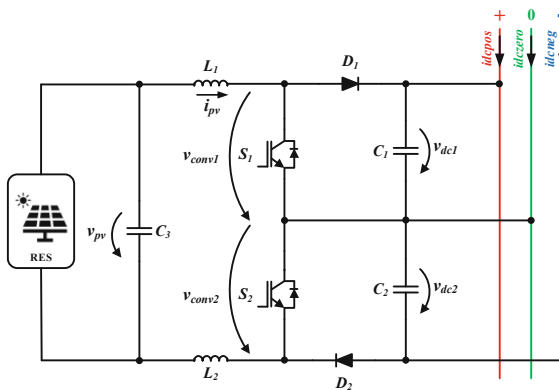 + 0 -
idcpos
idczero
idcneg
L1
D1
ipv
vconv1
S1
C1
vdc1
RES
vpv
C3
vconv2
S2
C2
vdc2
L2
D2